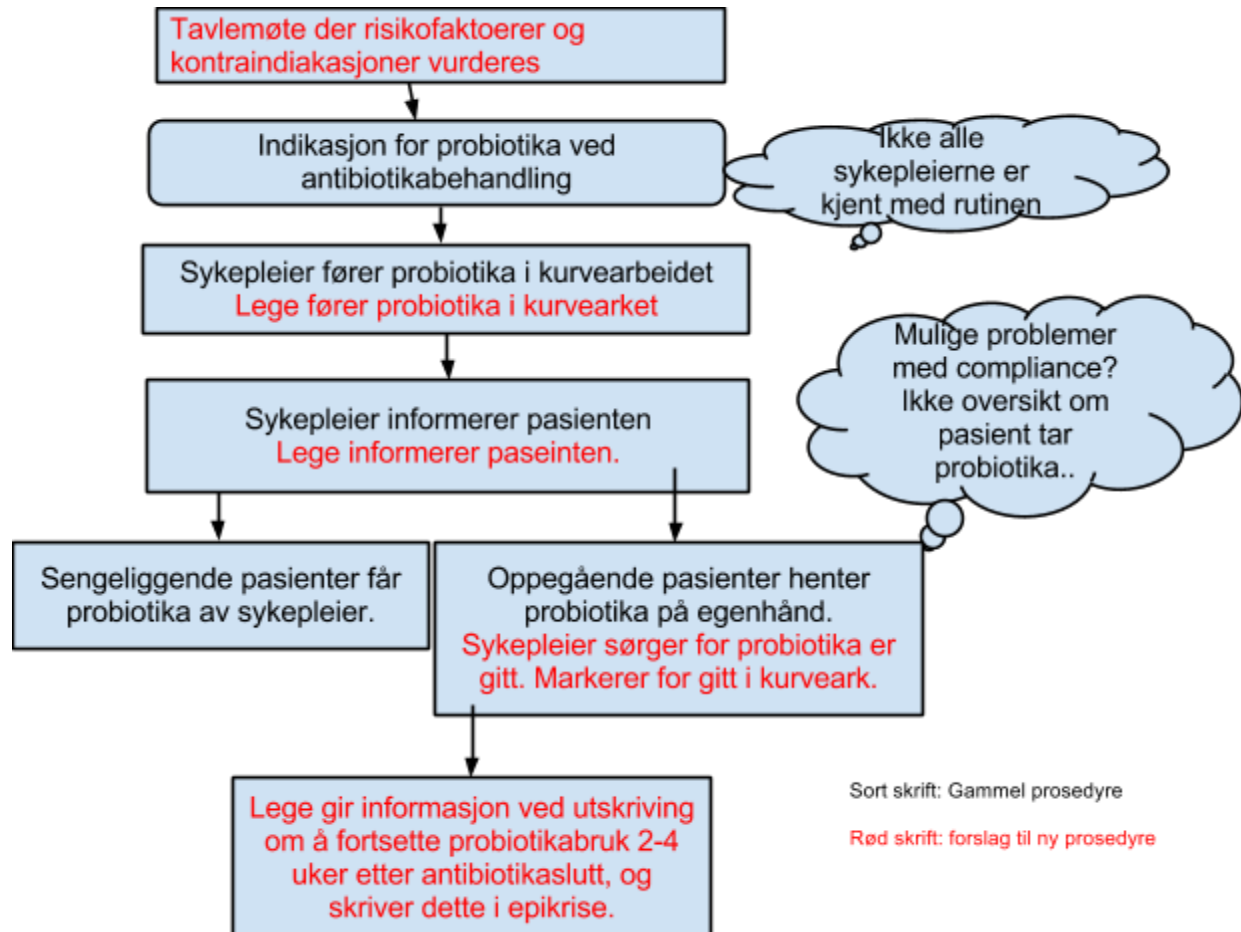 Tavlemøte der risikofaktoerer og
kontraindiakasjoner vurderes
Indikasjon for probiotika ved
antibiotikabehandling
Ikke alle
sykepleierne er
kjent med rutinen
Sykepleier fører probiotika i kurvearbeidet
Lege fører probiotika i kurvearket
Mulige problemer
med compliance?
Ikke oversikt om
pasient tar
probiotika..
Sykepleier informerer pasienten
Lege informerer paseinten.
Sengeliggende pasienter får
probiotika av sykepleier.
Oppegående pasienter henter
probiotika på egenhånd.
Sykepleier sørger for probiotika er
gitt. Markerer for gitt i kurveark.
Lege gir informasjon ved utskriving
om å fortsette probiotikabruk 2-4
uker etter antibiotikaslutt, og
skriver dette i epikrise.
Sort skrift: Gammel prosedyre
Rød skrift: forslag til ny prosedyre